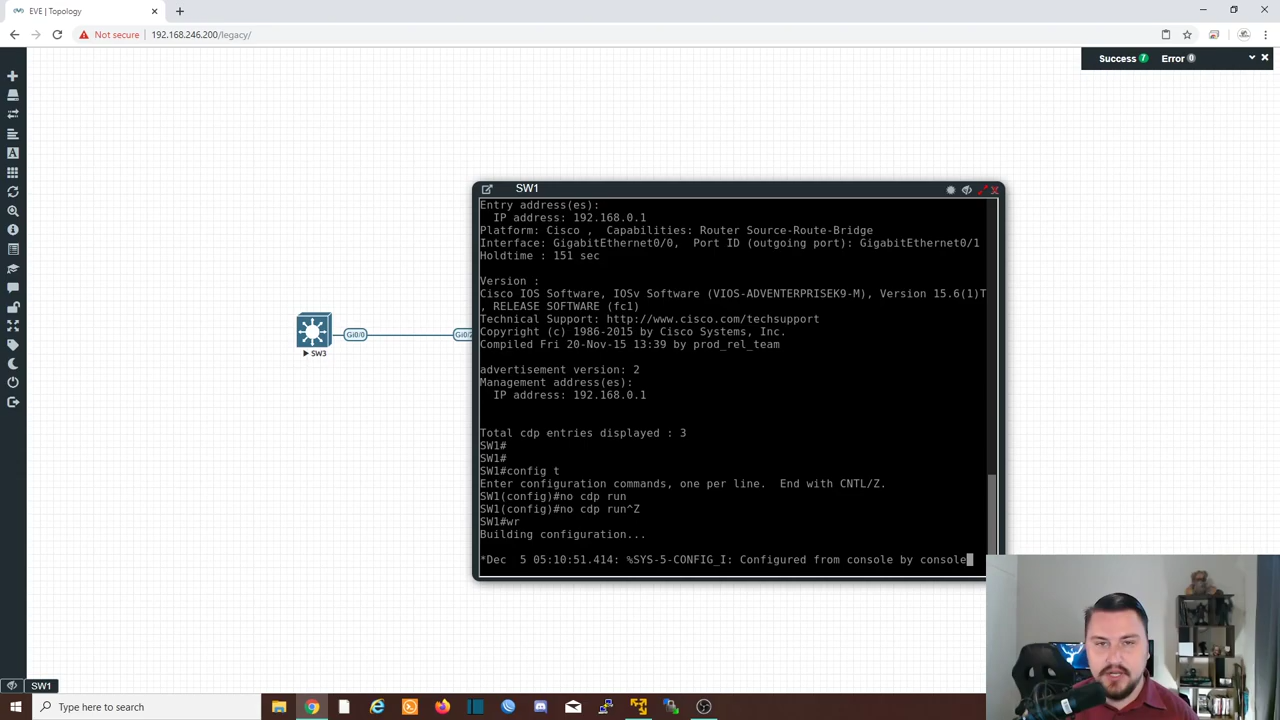 EVE | Topology
Not secure
192.168.246.200/legacy/
Success 7
Error 0
SW1
Entry address(es):
IP address: 192.168.0.1
Platform: Cisco ,  Capabilities: Router Source-Route-Bridge
Interface: GigabitEthernet0/0,  Port ID (outgoing port): GigabitEthernet0/1
Holdtime : 151 sec
Version :
Cisco IOS Software, IOSv Software (VIOS-ADVENTERPRISEK9-M), Version 15.6(1)T
, RELEASE SOFTWARE (fc1)
Technical Support: http://www.cisco.com/techsupport
Copyright (c) 1986-2015 by Cisco Systems, Inc.
Compiled Fri 20-Nov-15 13:39 by prod_rel_team
advertisement version: 2
Management address(es):
IP address: 192.168.0.1
Total cdp entries displayed : 3
SW1#
SW1#
SW1#config t
Enter configuration commands, one per line.  End with CNTL/Z.
SW1(config)#no cdp run
SW1(config)#no cdp run^Z
SW1#wr
Building configuration...
*Dec  5 05:10:51.414: %SYS-5-CONFIG_I: Configured from console by console
Gi0/0
Gi0/2
SW3
SW1
Type here to search